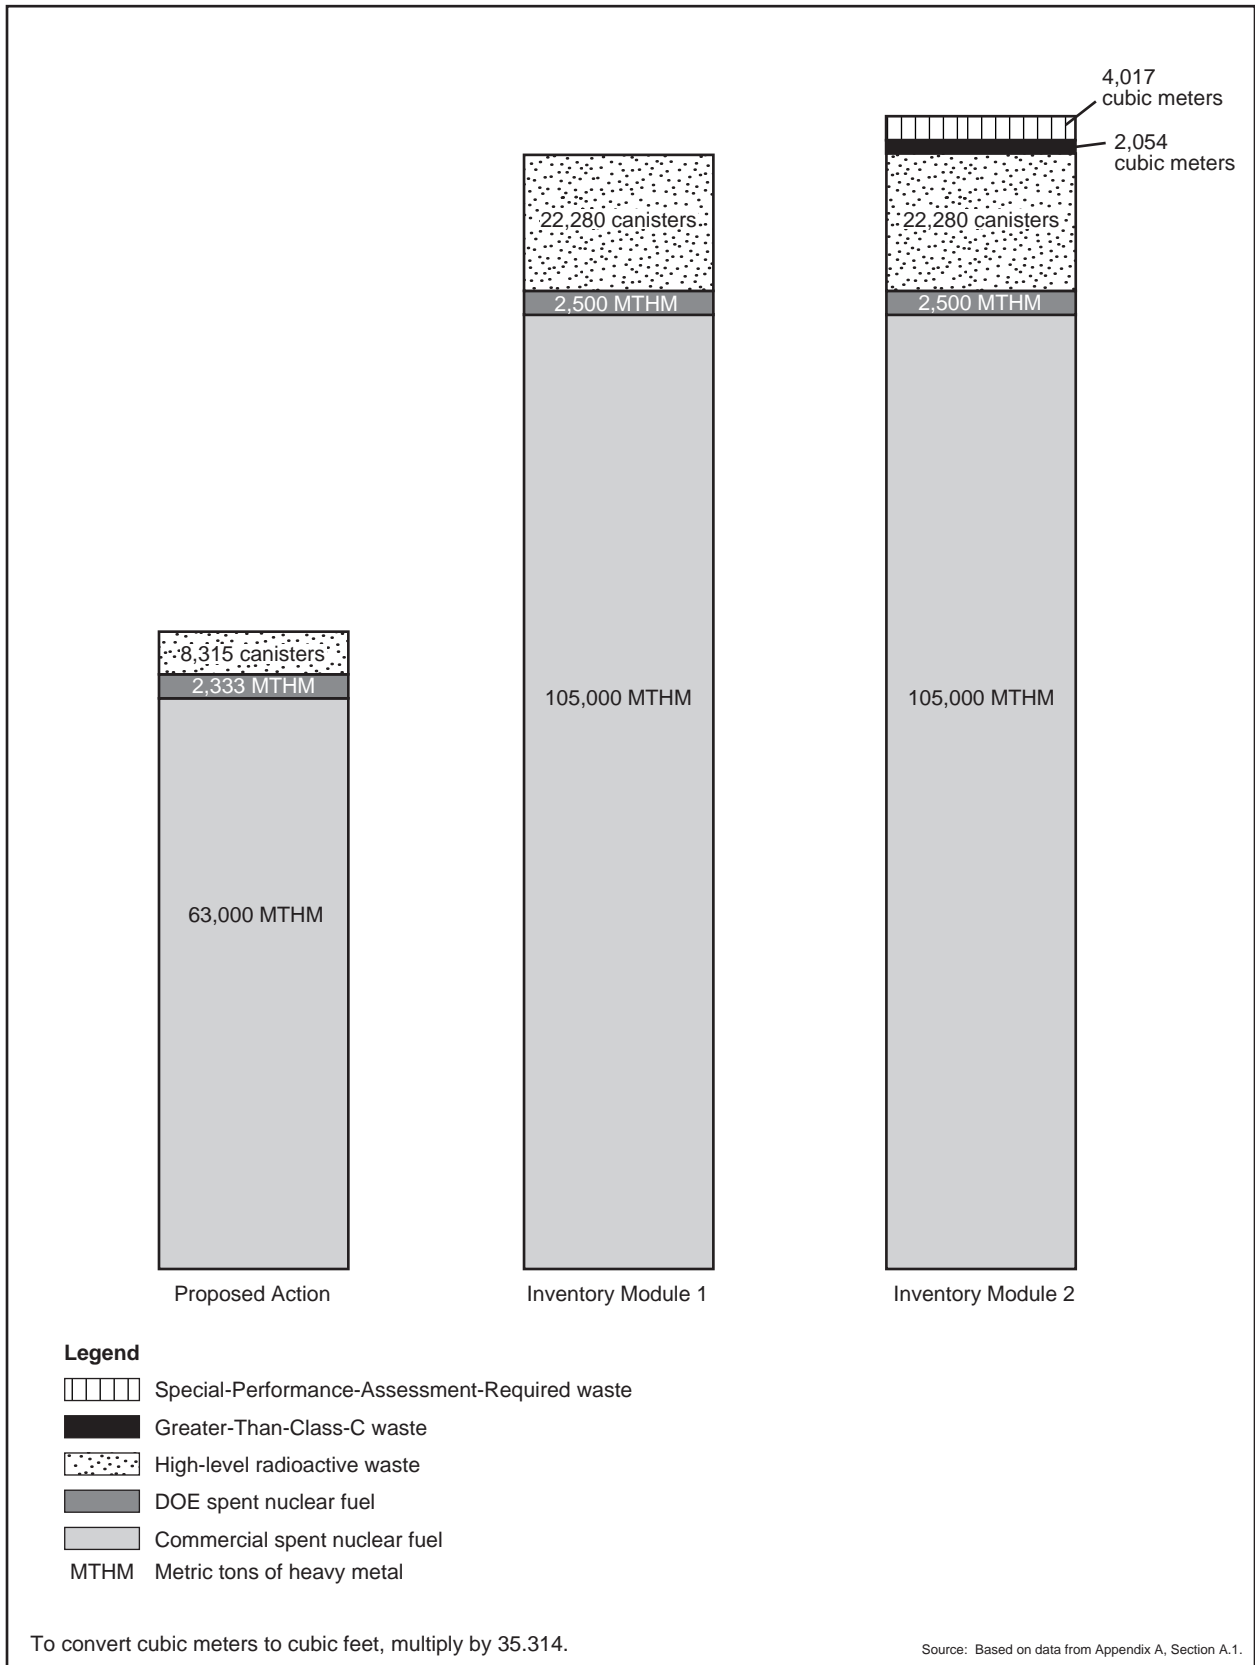 4,017
cubic meters
2,054
cubic meters
22,280 canisters
22,280 canisters
2,500 MTHM
2,500 MTHM
8,315 canisters
2,333 MTHM
105,000 MTHM
105,000 MTHM
63,000 MTHM
Proposed Action
Inventory Module 1
Inventory Module 2
Legend
Special-Performance-Assessment-Required waste
Greater-Than-Class-C waste
High-level radioactive waste
DOE spent nuclear fuel
Commercial spent nuclear fuel
MTHM Metric tons of heavy metal
To convert cubic meters to cubic feet, multiply by 35.314.
Source: Based on data from Appendix A, Section A.1.